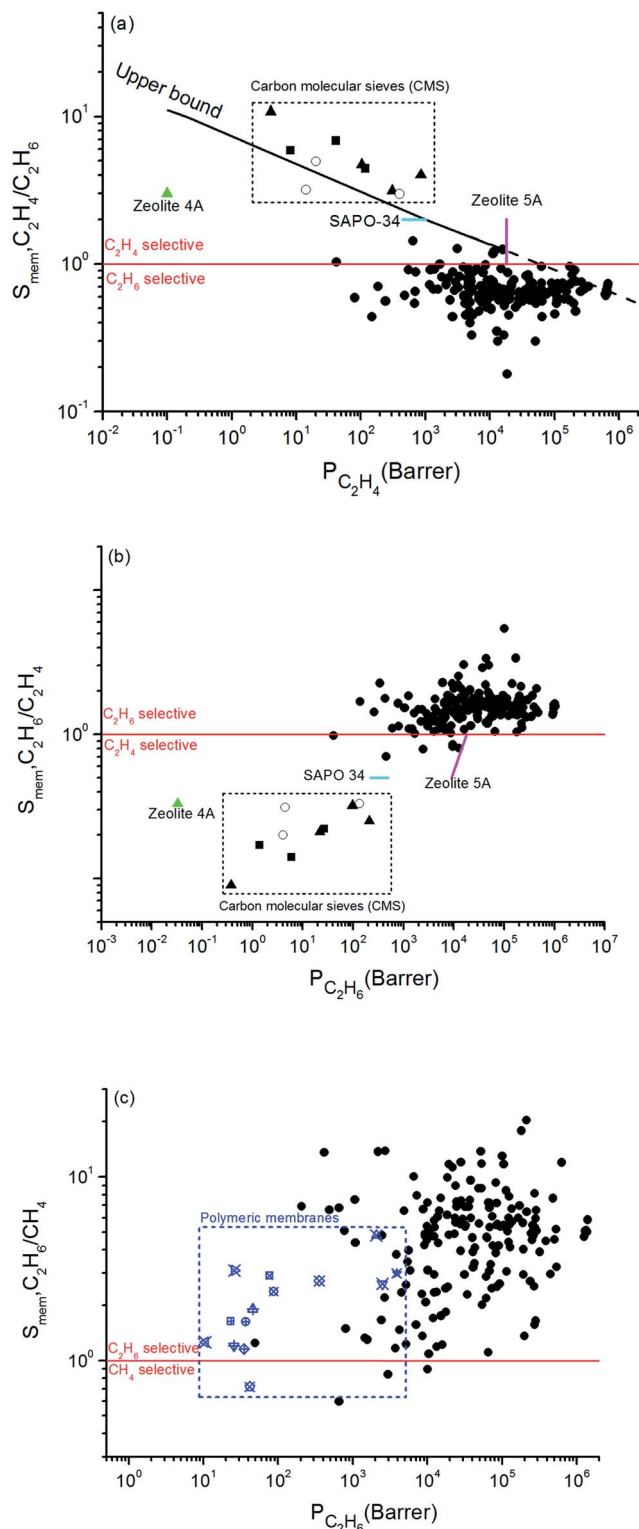 (a)
Upper bound
Carbon molecular sieves (CMS)
Zeolite 4A
SAPO-34
Zeolite 5A
C₂H₄ selective
C₂H₆ selective
S_mem, C₂H₄/C₂H₆
10²
10¹
10⁰
10⁻¹
10⁻² 10⁻¹ 10⁰ 10¹ 10² 10³ 10⁴ 10⁵ 10⁶
P_C₂H₄ (Barrer)
(b)
S_mem, C₂H₆/C₂H₄
10⁰
C₂H₆ selective
C₂H₄ selective
SAPO 34
Zeolite 5A
Zeolite 4A
Carbon molecular sieves (CMS)
10⁻³ 10⁻² 10⁻¹ 10⁰ 10¹ 10² 10³ 10⁴ 10⁵ 10⁶ 10⁷
P_C₂H₆ (Barrer)
(c)
S_mem, C₂H₆/CH₄
10¹
10⁰
Polymeric membranes
C₂H₆ selective
CH₄ selective
10⁰ 10¹ 10² 10³ 10⁴ 10⁵ 10⁶
P_C₂H₆ (Barrer)